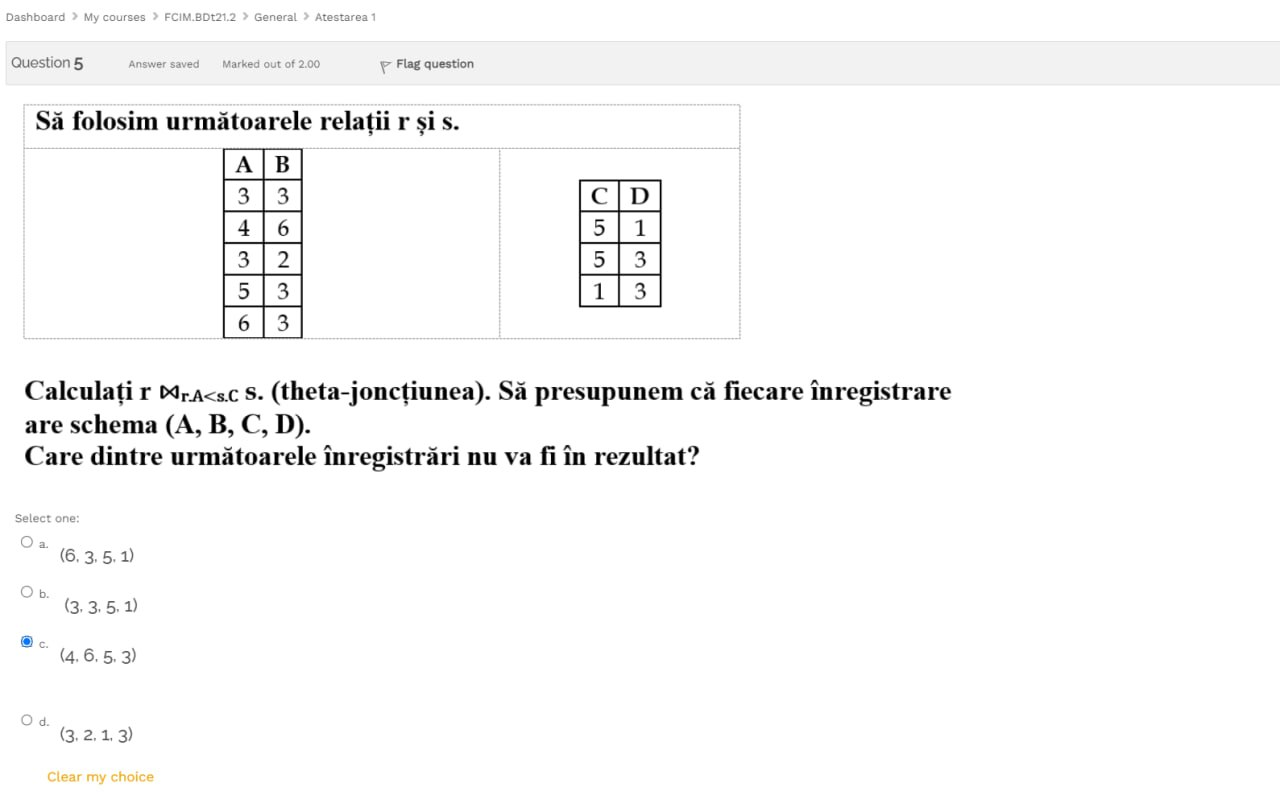 Dashboard > My courses > FCIM.BDt21.2 > General > Atestarea 1
Question 5 Answer saved Marked out of 2.00 Flag question
Să folosim următoarele relații r și s.
A B
3 3
4 6
3 2
5 3
6 3
C D
5 1
5 3
1 3
Calculați r ⋈r.A<s.C s. (theta-joncțiunea). Să presupunem că fiecare înregistrare
are schema (A, B, C, D).
Care dintre următoarele înregistrări nu va fi în rezultat?
Select one:
a. (6, 3, 5, 1)
b. (3, 3, 5, 1)
c. (4, 6, 5, 3)
d. (3, 2, 1, 3)
Clear my choice